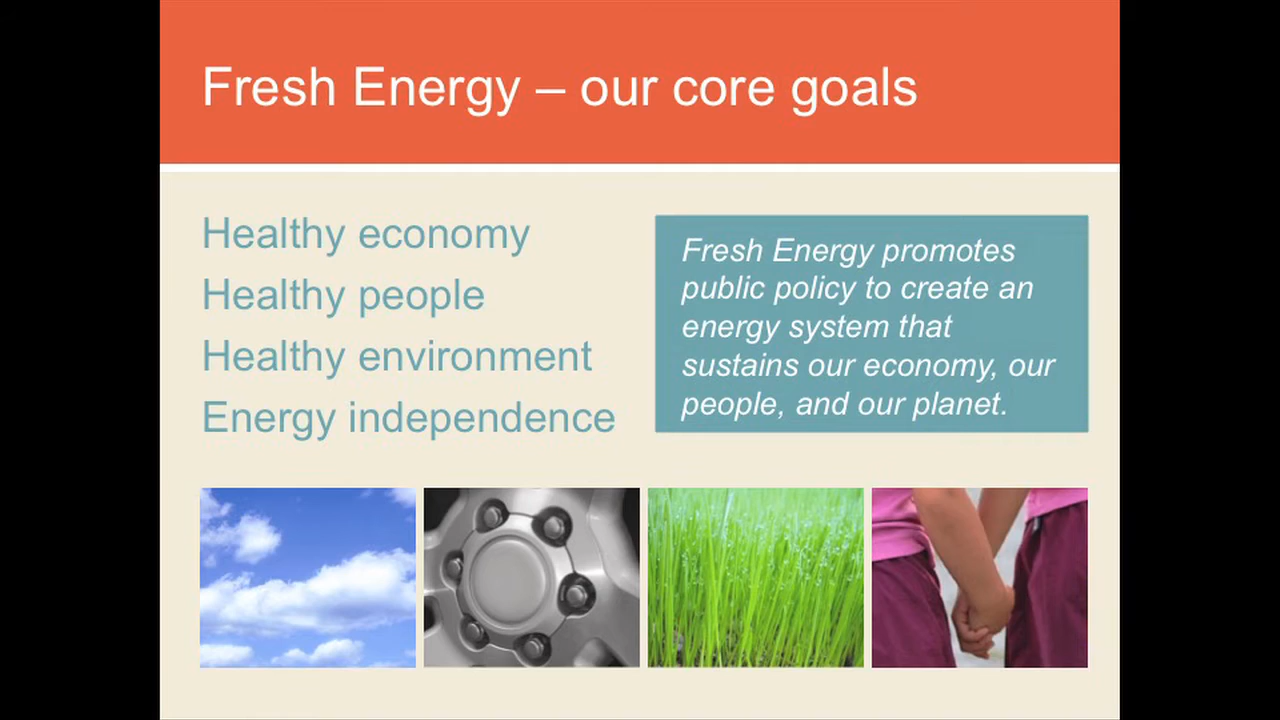 Fresh Energy – our core goals
Healthy economy
Healthy people
Healthy environment
Energy independence
Fresh Energy promotes
public policy to create an
energy system that
sustains our economy, our
people, and our planet.